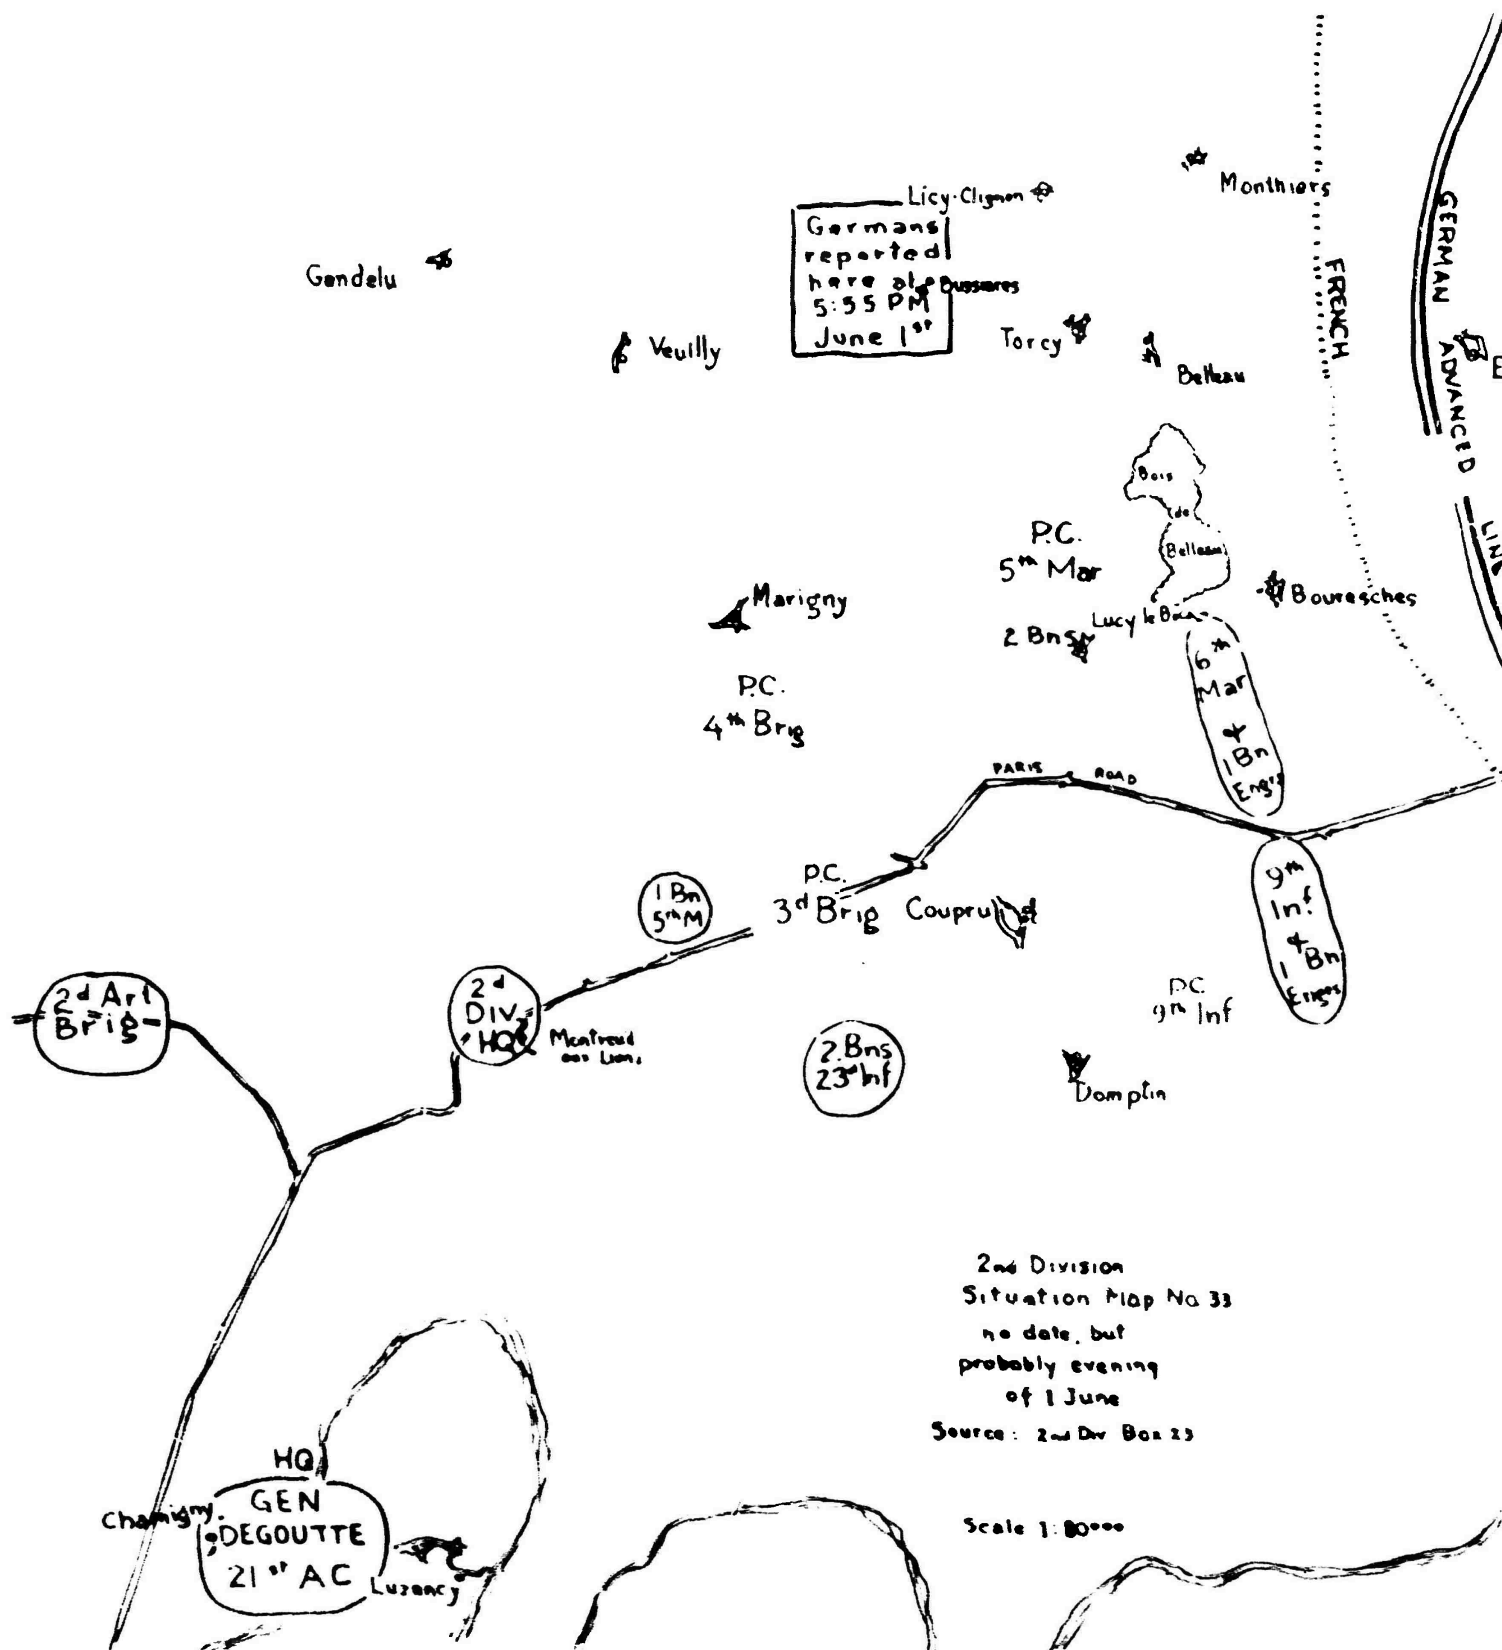 Monthiers
Licy-Clignon
Germans
reported
here at
5:55 PM
June 1st
Bussiares
Gandelu
Veuilly
Torcy
Belleau
FRENCH
GERMAN ADVANCED LINE
E
Bois
de
Belleau
P.C.
5th Mar
Bouresches
Marigny
Lucy le Bocage
2 Bns
6th
Mar
&
1 Bn
Engrs
P.C.
4th Brig
PARIS ROAD
1 Bn
5th M
P.C.
3d Brig
Coupru
9th
Inf
&
1 Bn
Engrs
2d Art
Brig
2d
DIV
HQ
Montreuil
aux Lions
P.C.
9th Inf
2 Bns
23d Inf
Domptin
2nd Division
Situation Map No 33
no date, but
probably evening
of 1 June
Source: 2nd Div Box 23
Scale 1:80000
HQ
GEN
DEGOUTTE
21st AC
Chamigny
Luzancy